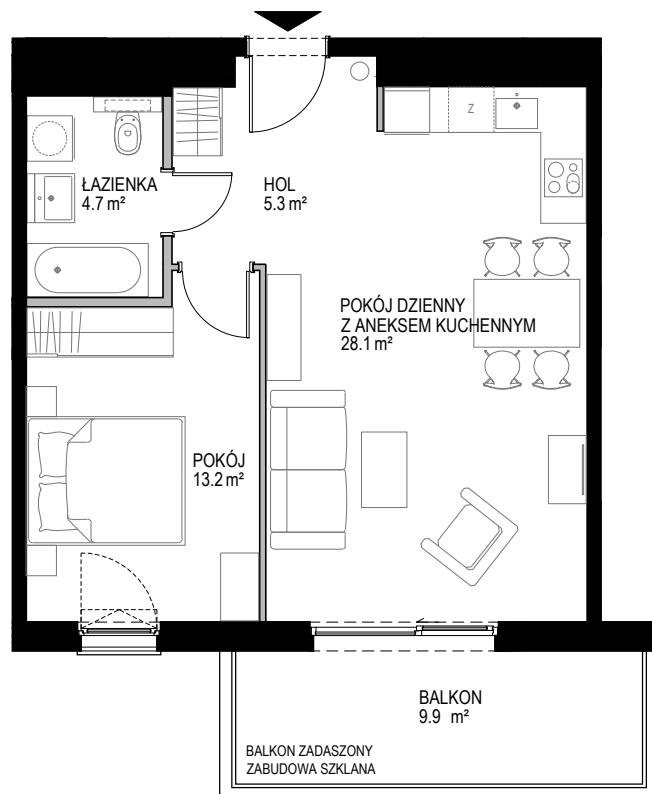 ŁAZIENKA
4.7 m²
HOL
5.3 m²
Z
POKÓJ DZIENNY
Z ANEKSEM KUCHENNYM
28.1 m²
POKÓJ
13.2 m²
BALKON
9.9 m²
BALKON ZADASZONY
ZABUDOWA SZKLANA